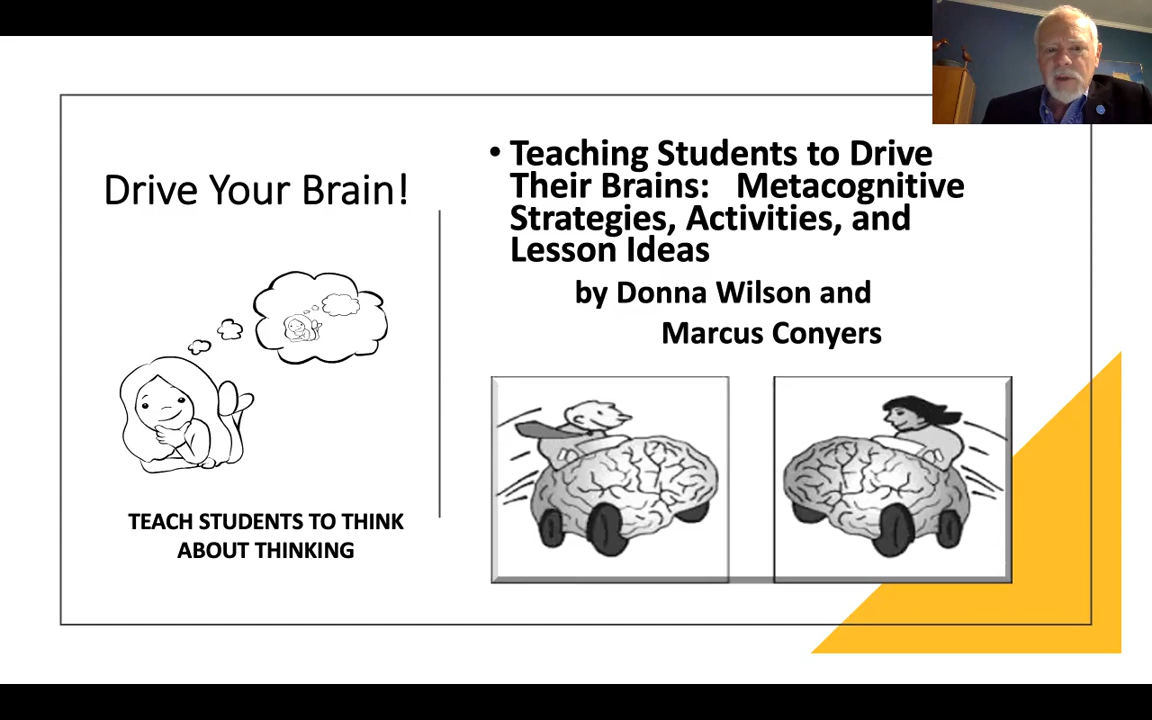 Drive Your Brain!
TEACH STUDENTS TO THINK
ABOUT THINKING
• Teaching Students to Drive
Their Brains: Metacognitive
Strategies, Activities, and
Lesson Ideas
by Donna Wilson and
Marcus Conyers